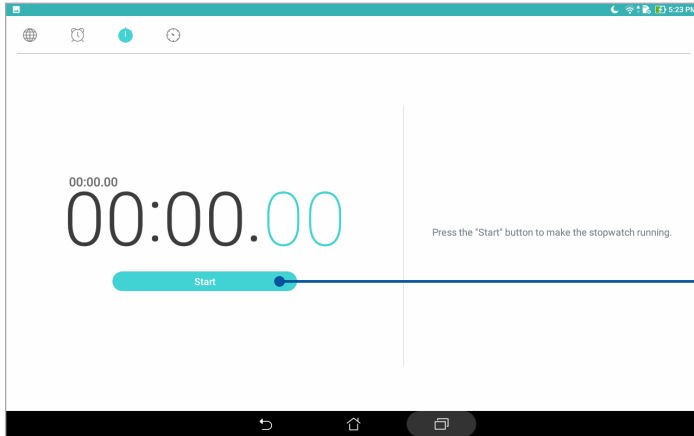 5:23 PM
00:00.00
00:00.00
Start
Press the "Start" button to make the stopwatch running.